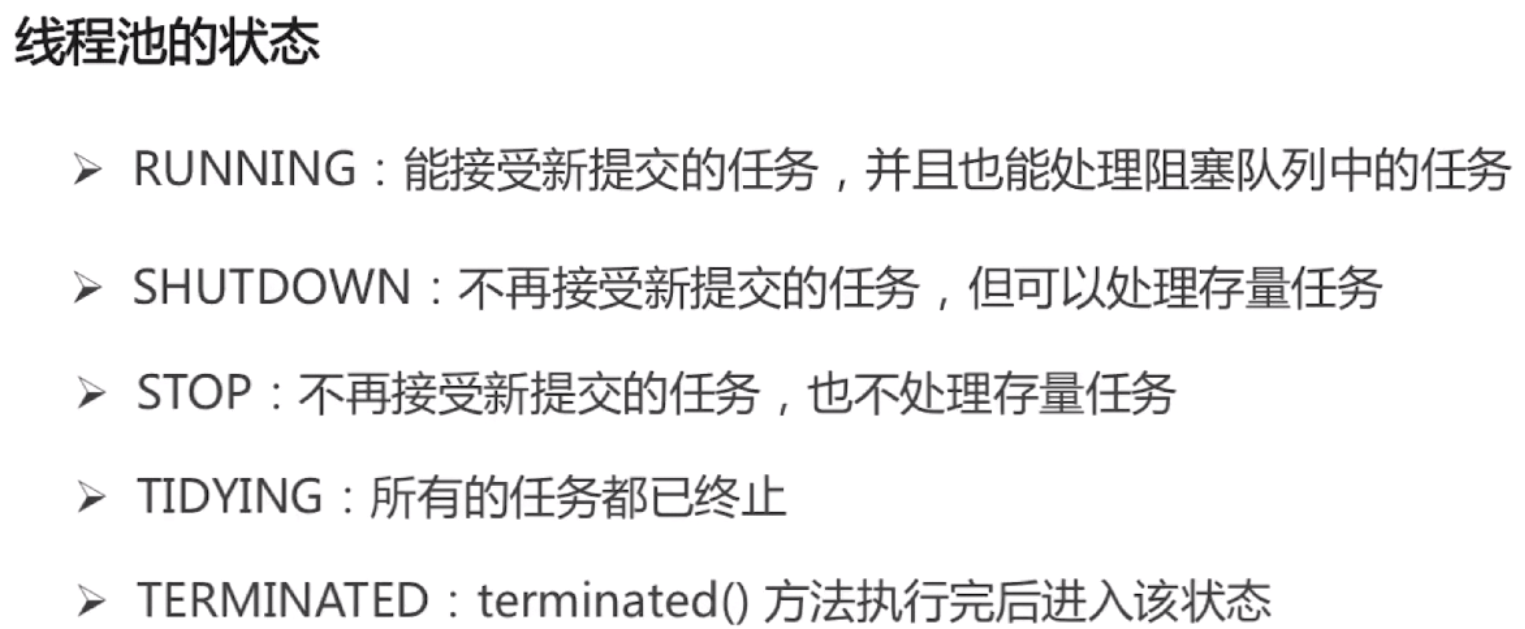 线程池的状态
➢ RUNNING：能接受新提交的任务，并且也能处理阻塞队列中的任务
➢ SHUTDOWN：不再接受新提交的任务，但可以处理存量任务
➢ STOP：不再接受新提交的任务，也不处理存量任务
➢ TIDYING：所有的任务都已终止
➢ TERMINATED：terminated() 方法执行完后进入该状态